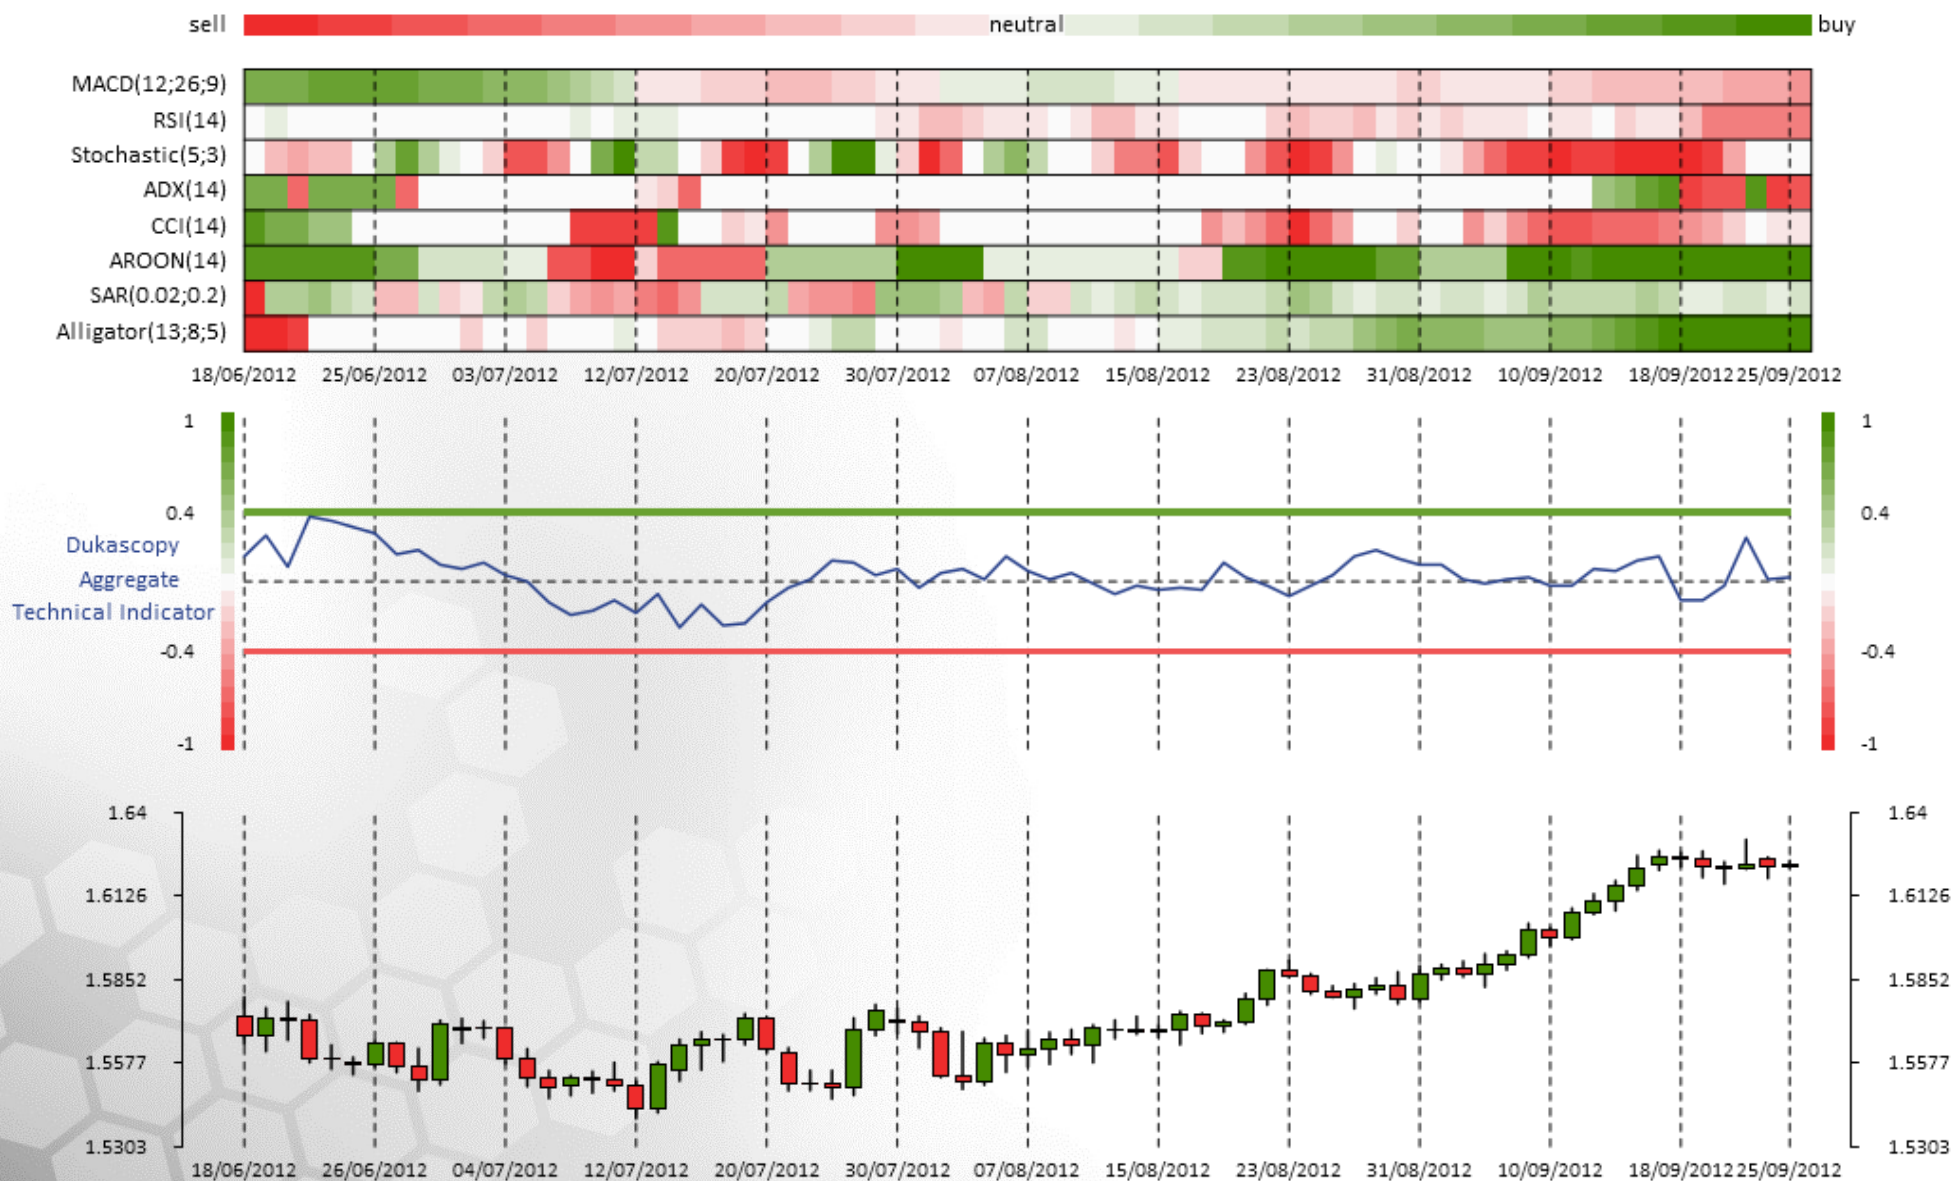 sell neutral buy
MACD(12;26;9)
RSI(14)
Stochastic(5;3)
ADX(14)
CCI(14)
AROON(14)
SAR(0.02;0.2)
Alligator(13;8;5)
18/06/2012 25/06/2012 03/07/2012 12/07/2012 20/07/2012 30/07/2012 07/08/2012 15/08/2012 23/08/2012 31/08/2012 10/09/2012 18/09/2012 25/09/2012
1 1
0.4 0.4
Dukascopy
Aggregate
Technical Indicator
-0.4 -0.4
-1 -1
1.64 1.64
1.6126 1.6126
1.5852 1.5852
1.5577 1.5577
1.5303 1.5303
18/06/2012 26/06/2012 04/07/2012 12/07/2012 20/07/2012 30/07/2012 07/08/2012 15/08/2012 23/08/2012 31/08/2012 10/09/2012 18/09/2012 25/09/2012